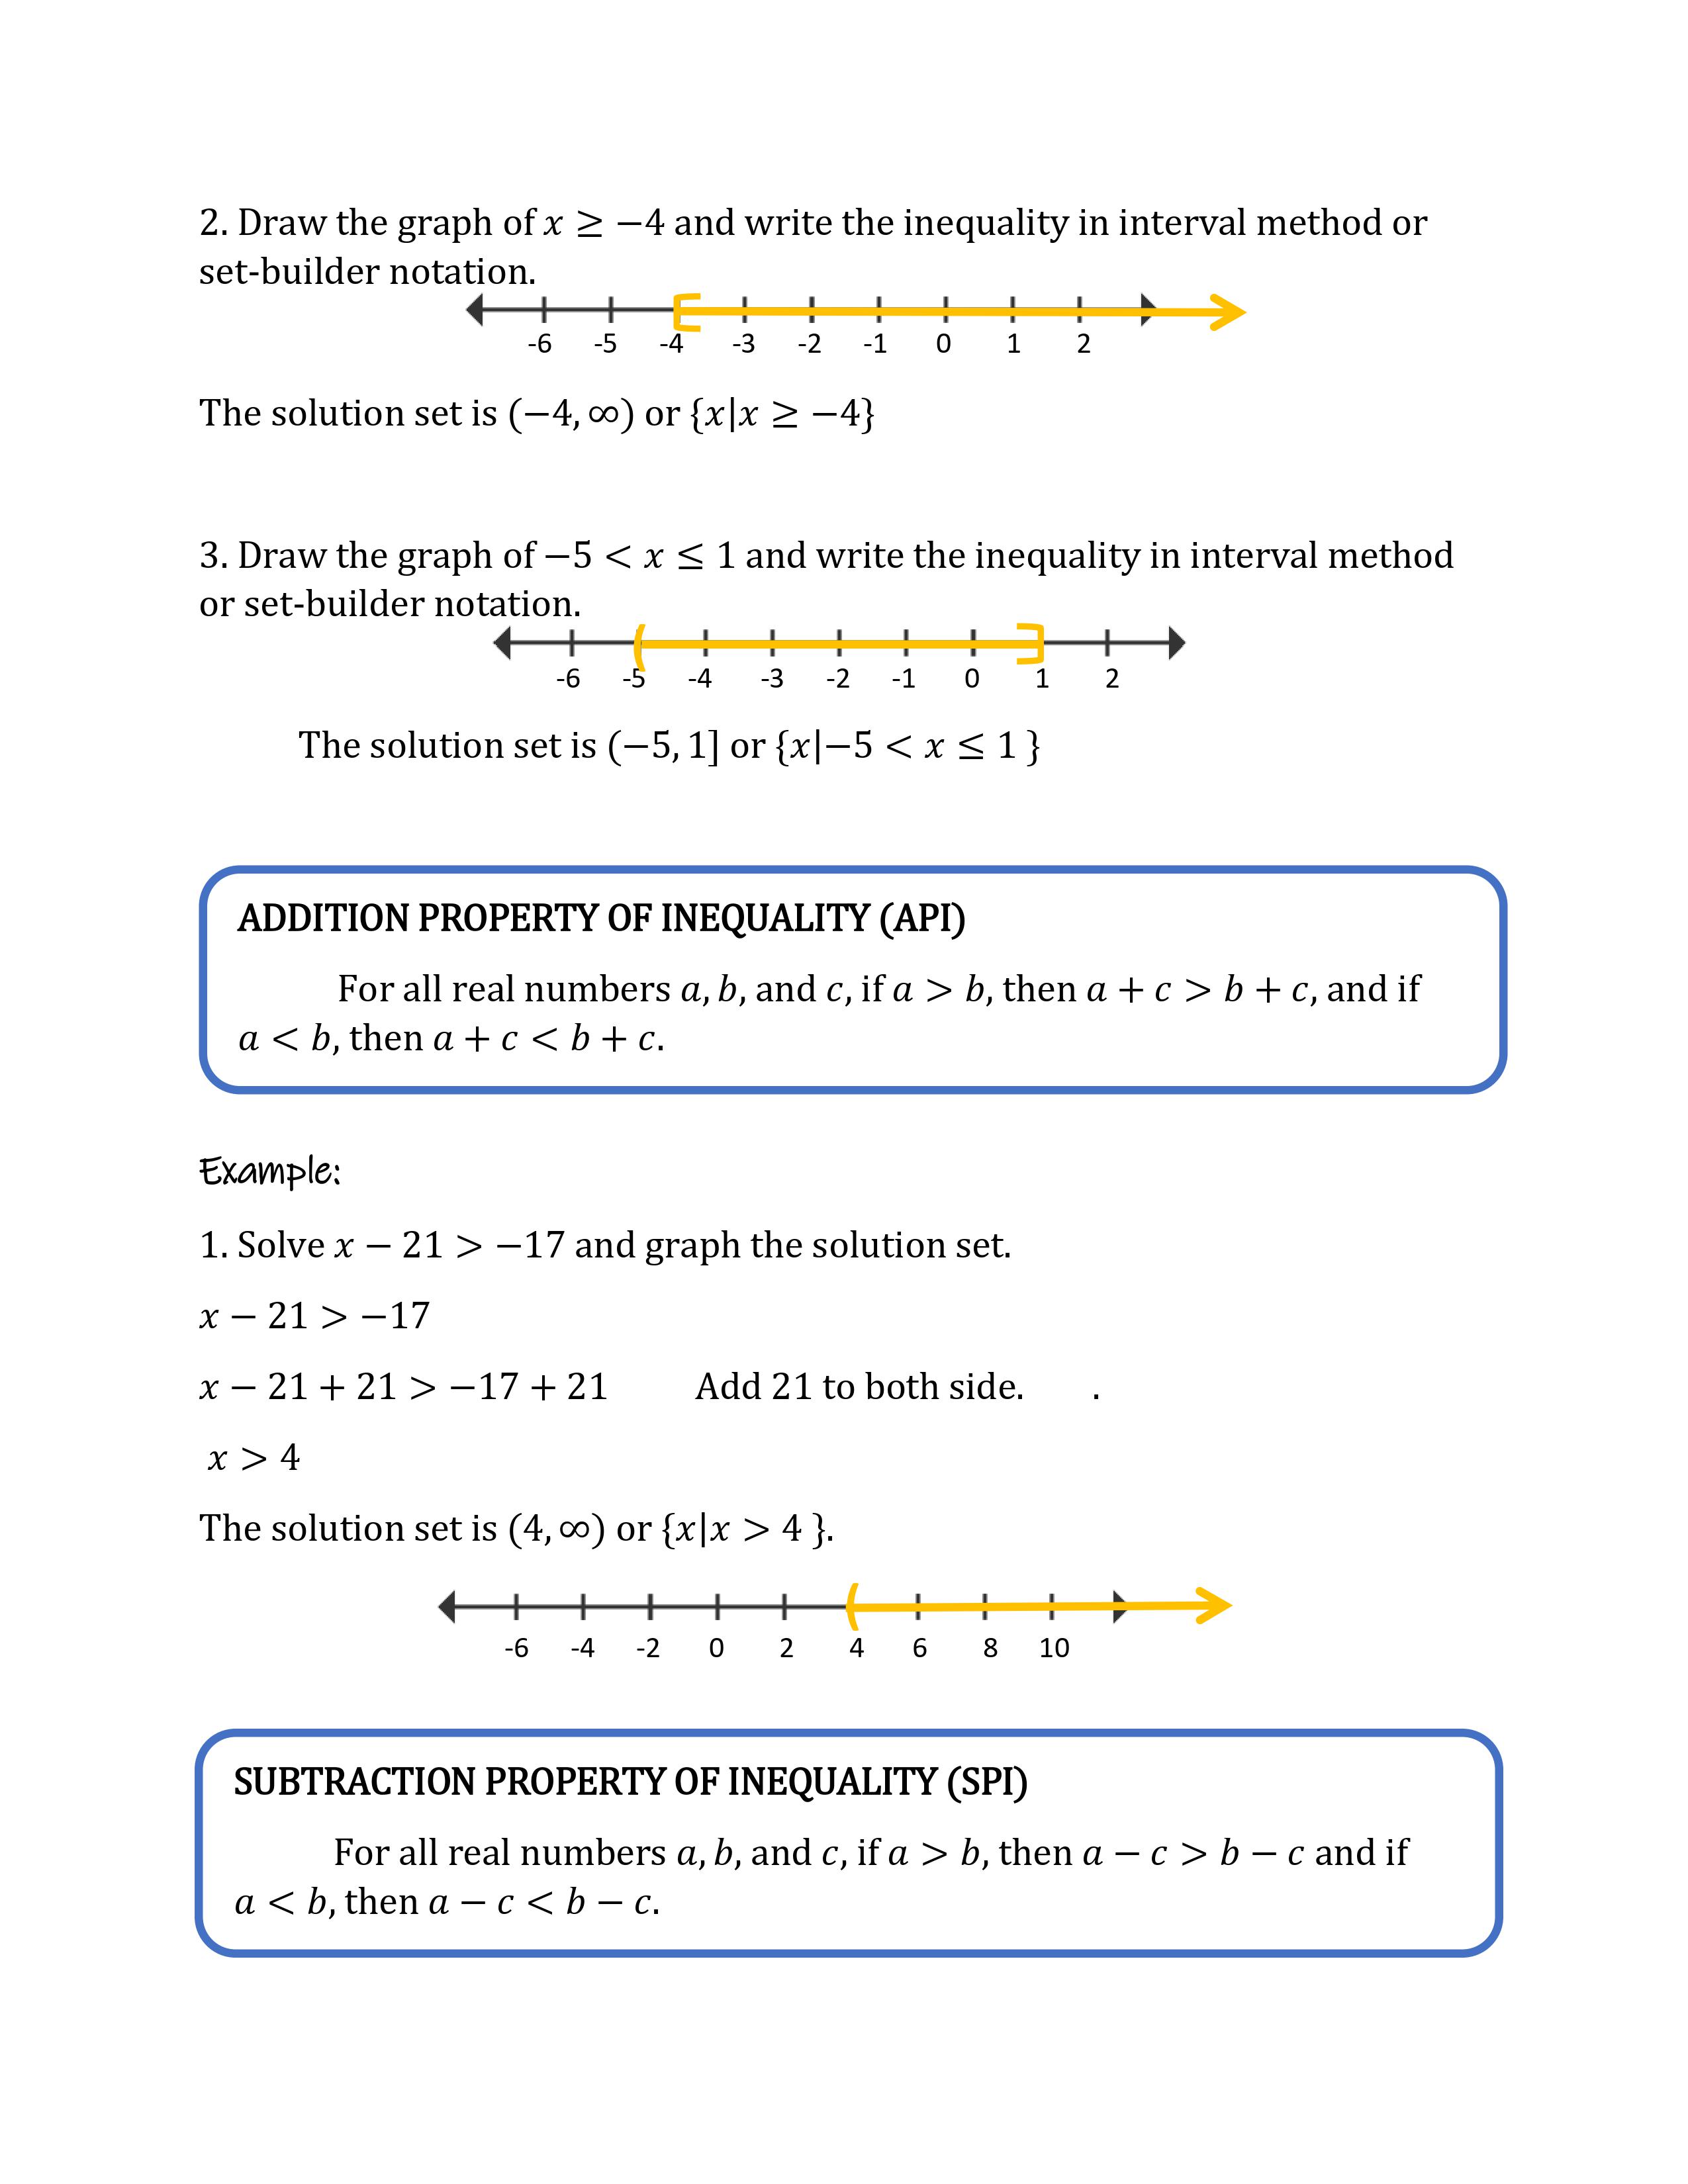 2. Draw the graph of x ≥ −4 and write the inequality in interval method or
set-builder notation.
-6 -5 -4 -3 -2 -1 0 1 2
The solution set is (−4, ∞) or {x|x ≥ −4}
3. Draw the graph of −5 < x ≤ 1 and write the inequality in interval method
or set-builder notation.
-6 -5 -4 -3 -2 -1 0 1 2
The solution set is (−5, 1] or {x|−5 < x ≤ 1 }
ADDITION PROPERTY OF INEQUALITY (API)
For all real numbers a, b, and c, if a > b, then a + c > b + c, and if
a < b, then a + c < b + c.
Example:
1. Solve x − 21 > −17 and graph the solution set.
x − 21 > −17
x − 21 + 21 > −17 + 21 Add 21 to both side. .
x > 4
The solution set is (4, ∞) or {x|x > 4 }.
-6 -4 -2 0 2 4 6 8 10
SUBTRACTION PROPERTY OF INEQUALITY (SPI)
For all real numbers a, b, and c, if a > b, then a − c > b − c and if
a < b, then a − c < b − c.